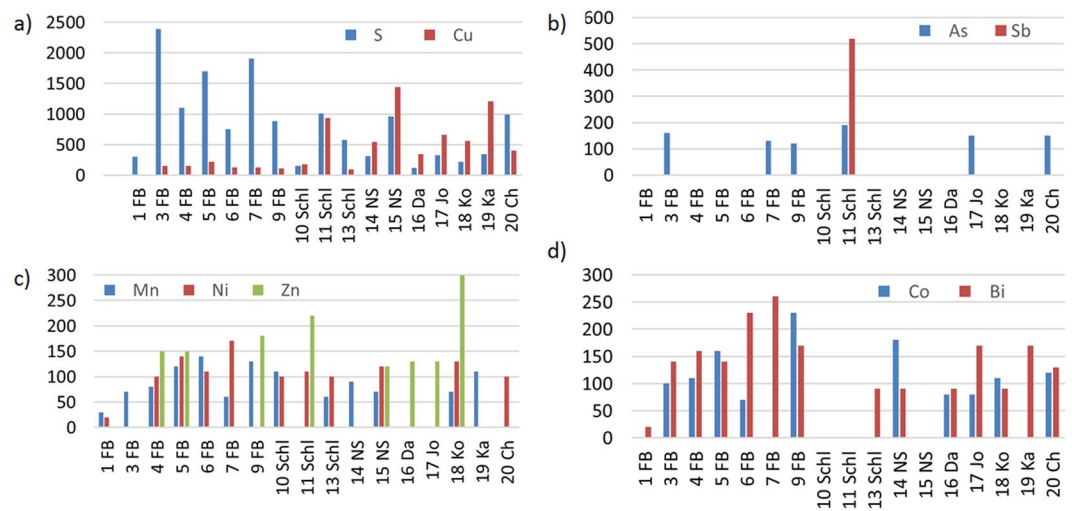 a)
2500
2000
1500
1000
500
0
S Cu
1 FB
3 FB
4 FB
5 FB
6 FB
7 FB
9 FB
10 Schl
11 Schl
13 Schl
14 NS
15 NS
16 Da
17 Jo
18 Ko
19 Ka
20 Ch
b)
600
500
400
300
200
100
0
As Sb
1 FB
3 FB
4 FB
5 FB
6 FB
7 FB
9 FB
10 Schl
11 Schl
13 Schl
14 NS
15 NS
16 Da
17 Jo
18 Ko
19 Ka
20 Ch
c)
300
250
200
150
100
50
0
Mn Ni Zn
1 FB
3 FB
4 FB
5 FB
6 FB
7 FB
9 FB
10 Schl
11 Schl
13 Schl
14 NS
15 NS
16 Da
17 Jo
18 Ko
19 Ka
20 Ch
d)
300
250
200
150
100
50
0
Co Bi
1 FB
3 FB
4 FB
5 FB
6 FB
7 FB
9 FB
10 Schl
11 Schl
13 Schl
14 NS
15 NS
16 Da
17 Jo
18 Ko
19 Ka
20 Ch